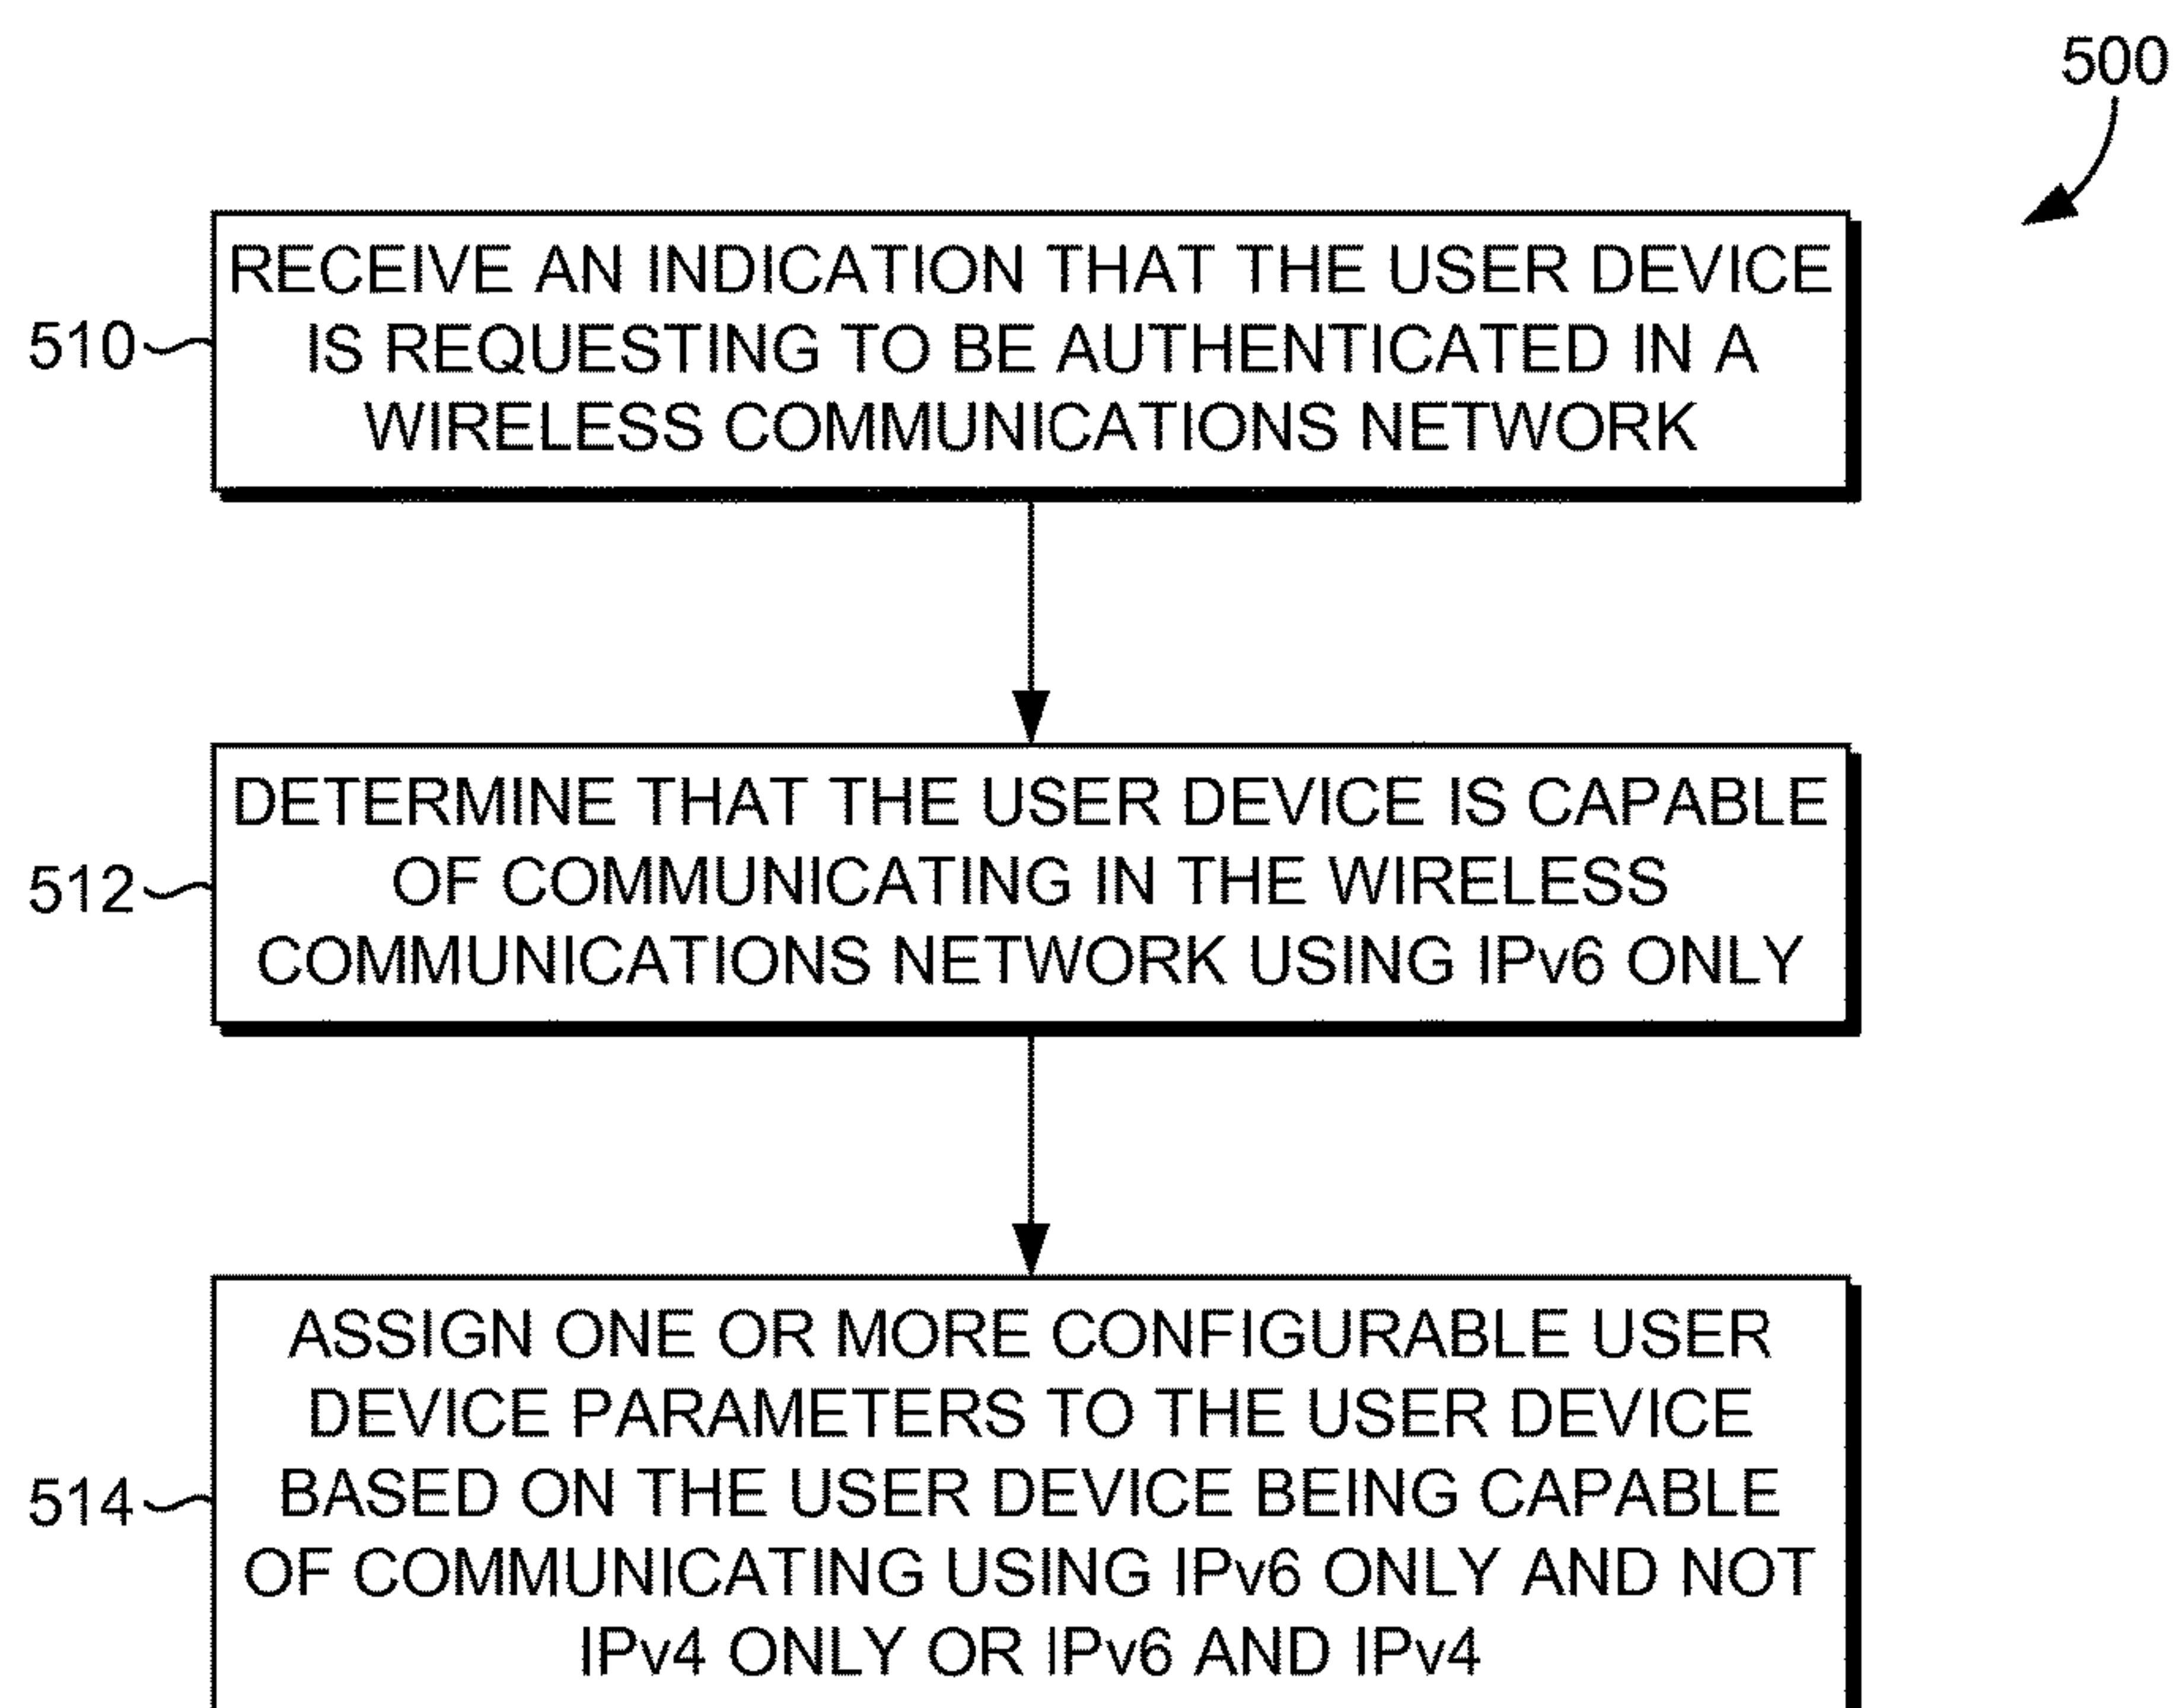 500
RECEIVE AN INDICATION THAT THE USER DEVICE
IS REQUESTING TO BE AUTHENTICATED IN A
WIRELESS COMMUNICATIONS NETWORK
510
DETERMINE THAT THE USER DEVICE IS CAPABLE
OF COMMUNICATING IN THE WIRELESS
COMMUNICATIONS NETWORK USING IPv6 ONLY
512
ASSIGN ONE OR MORE CONFIGURABLE USER
DEVICE PARAMETERS TO THE USER DEVICE
BASED ON THE USER DEVICE BEING CAPABLE
OF COMMUNICATING USING IPv6 ONLY AND NOT
IPv4 ONLY OR IPv6 AND IPv4
514